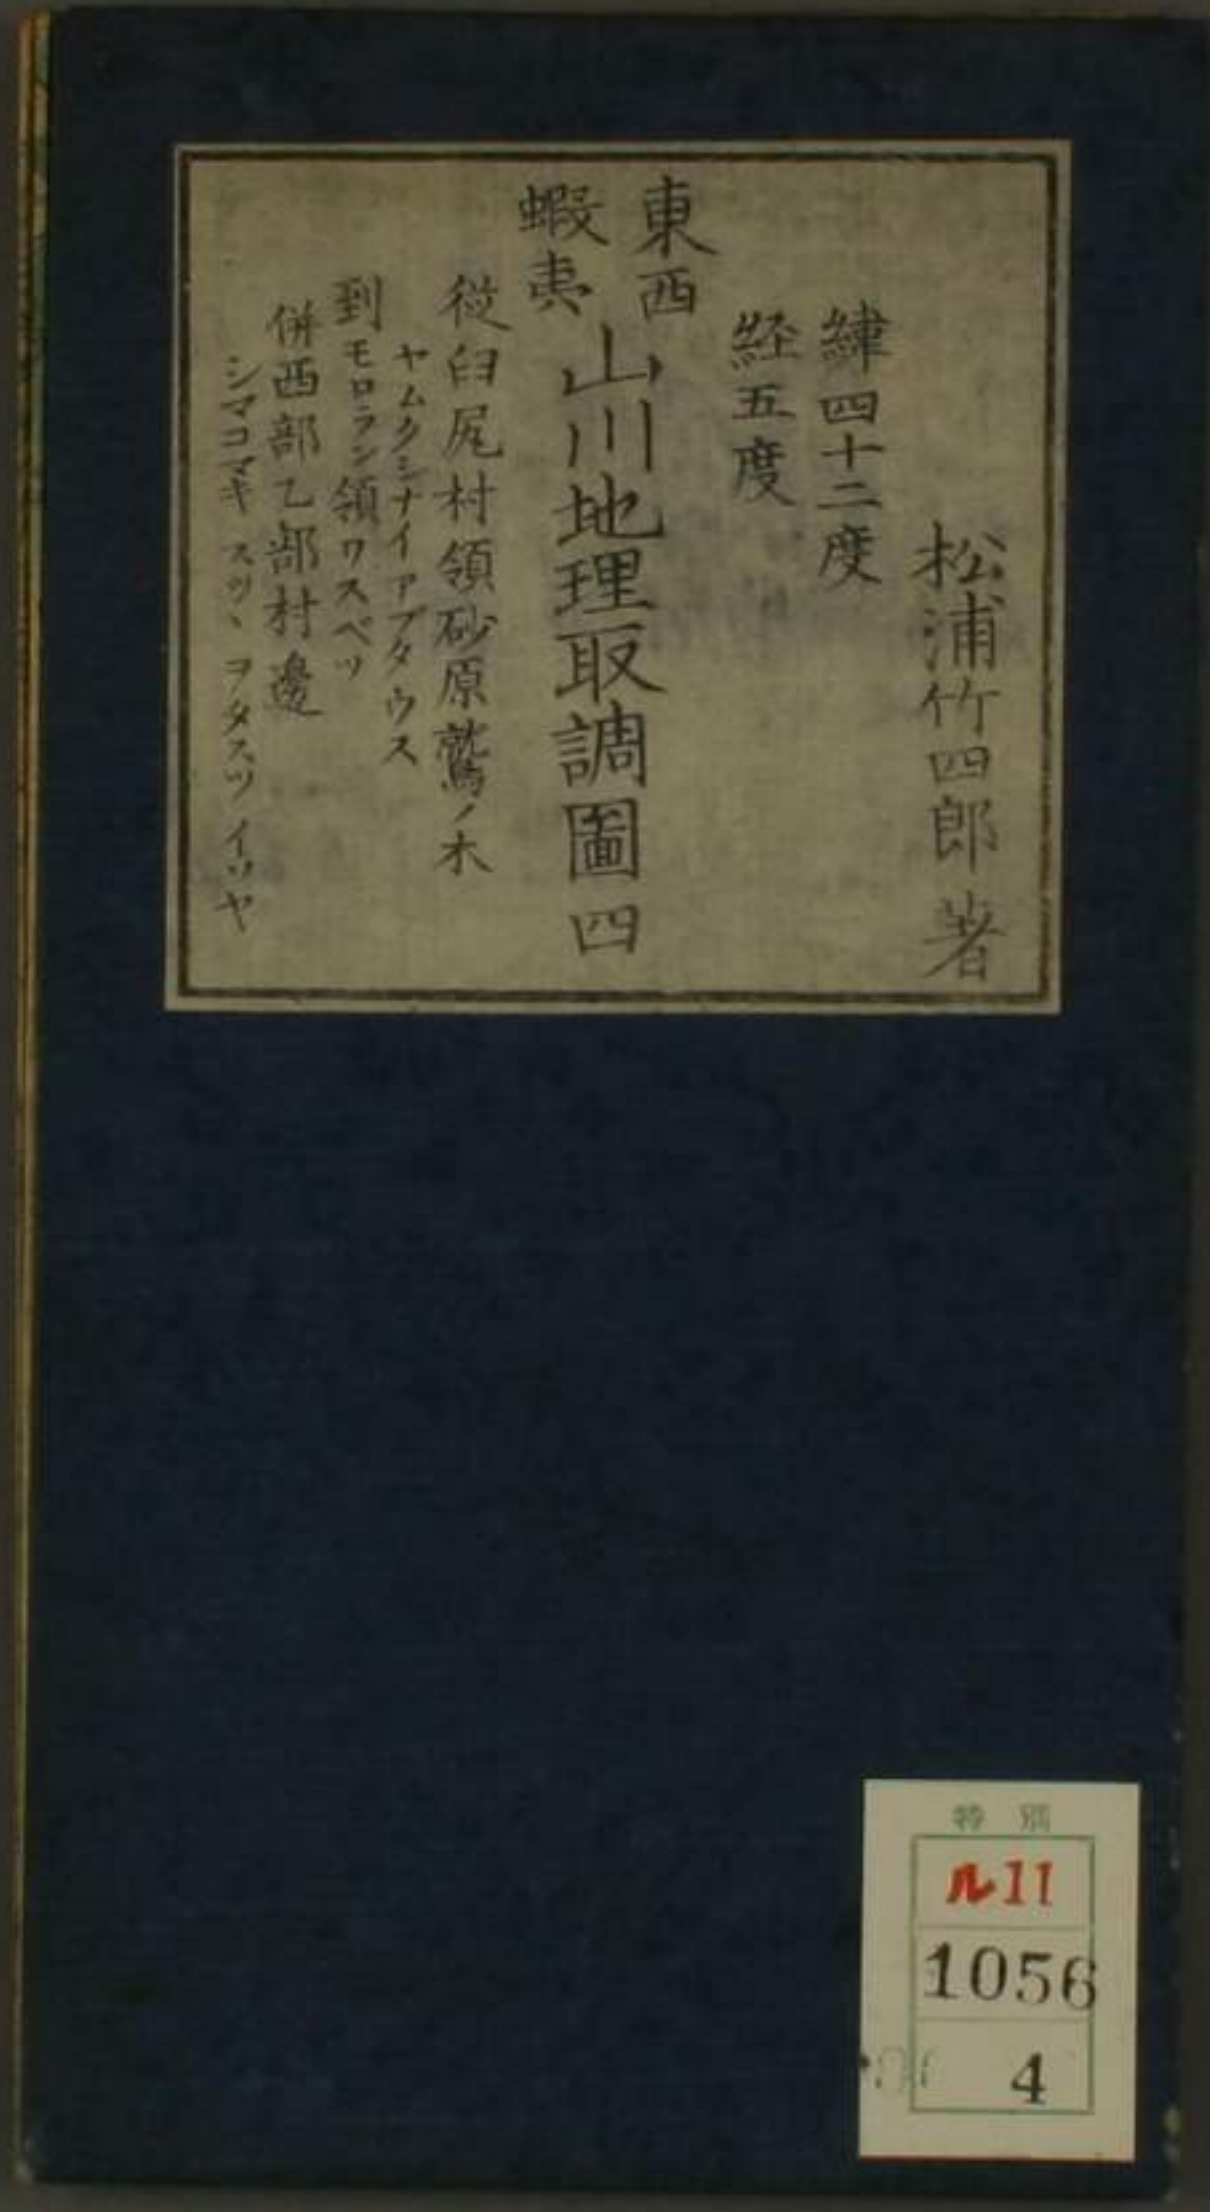 松浦竹四郎著
緯四十二度
経五度
東西
蝦夷
山川地理取調圖四
従臼尻村領砂原鷲ノ木
ヤムクシナイアブタウス
到モロラン領ワスベツ
併西部乙部村邊
シマコマキ スツヽ ヲタスツ イソヤ
特別
ル11
1056
4